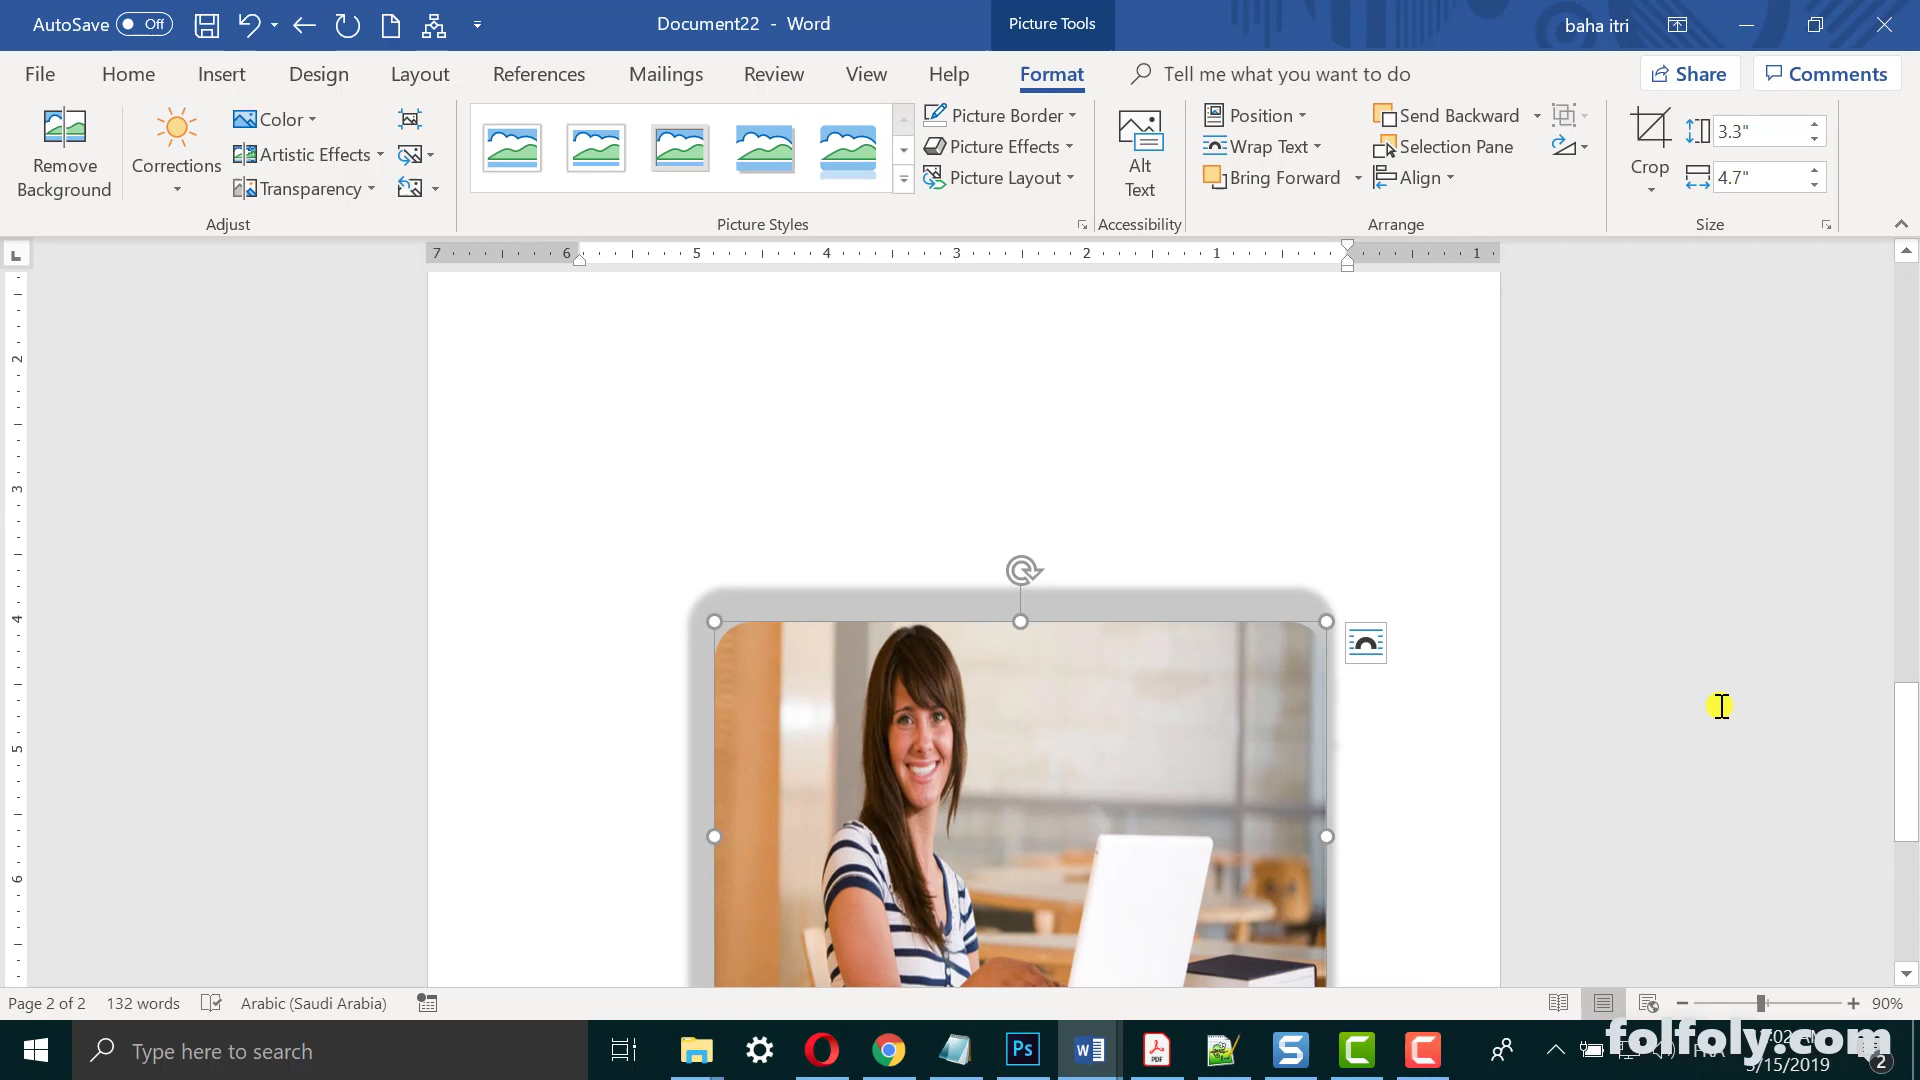 AutoSave Off Document22 - Word Picture Tools baha itri
File Home Insert Design Layout References Mailings Review View Help Format Tell me what you want to do Share Comments
Remove Background
Corrections
Color
Artistic Effects
Transparency
Adjust
Picture Border
Picture Effects
Picture Layout
Picture Styles
Alt Text
Accessibility
Position
Wrap Text
Bring Forward
Send Backward
Selection Pane
Align
Arrange
Crop
3.3"
4.7"
Size
7 6 5 4 3 2 1 1
2
3
4
5
6
Page 2 of 2 132 words Arabic (Saudi Arabia) 90%
Type here to search
Ps
PDF
S
C
C
folfoly.com
5/15/2019
2